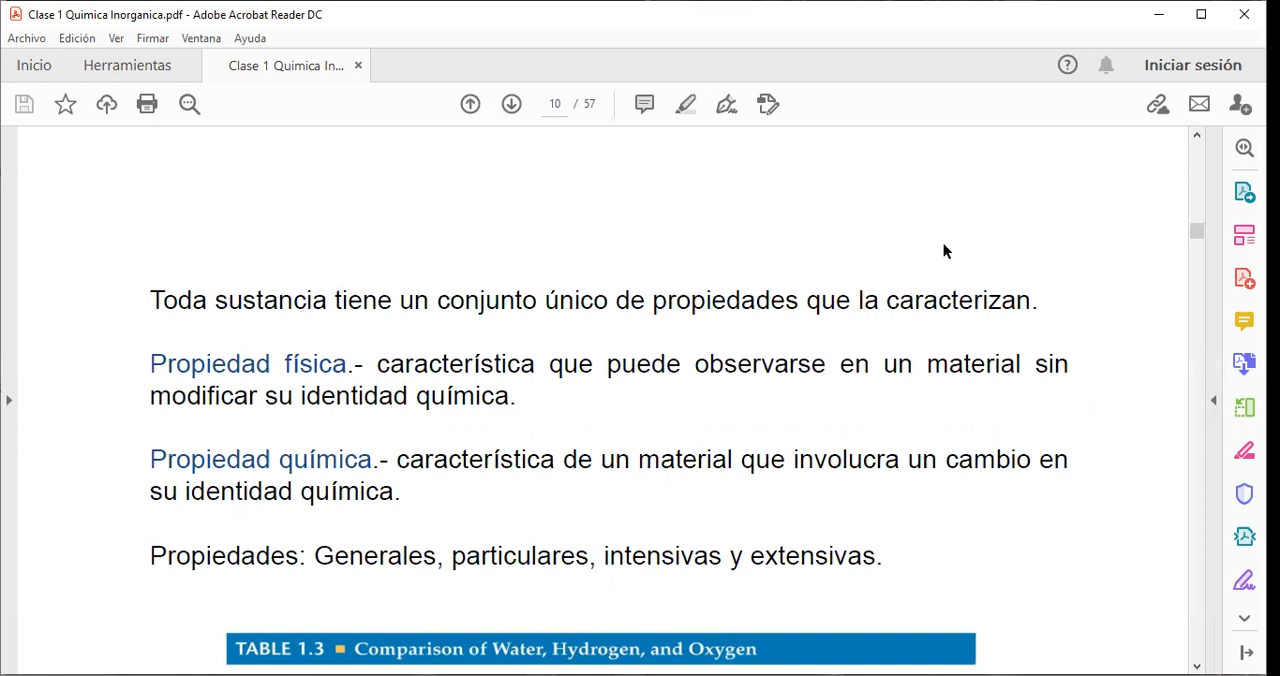 Clase 1 Quimica Inorganica.pdf - Adobe Acrobat Reader DC
Archivo Edición Ver Firmar Ventana Ayuda
Inicio Herramientas Clase 1 Quimica In... Iniciar sesión
10 / 57
Toda sustancia tiene un conjunto único de propiedades que la caracterizan.
Propiedad física.- característica que puede observarse en un material sin
modificar su identidad química.
Propiedad química.- característica de un material que involucra un cambio en
su identidad química.
Propiedades: Generales, particulares, intensivas y extensivas.
TABLE 1.3 Comparison of Water, Hydrogen, and Oxygen